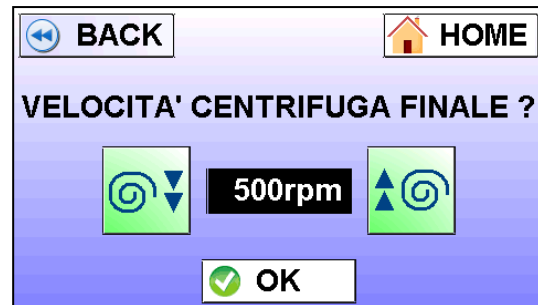 BACK
HOME
VELOCITA' CENTRIFUGA FINALE ?
500rpm
OK